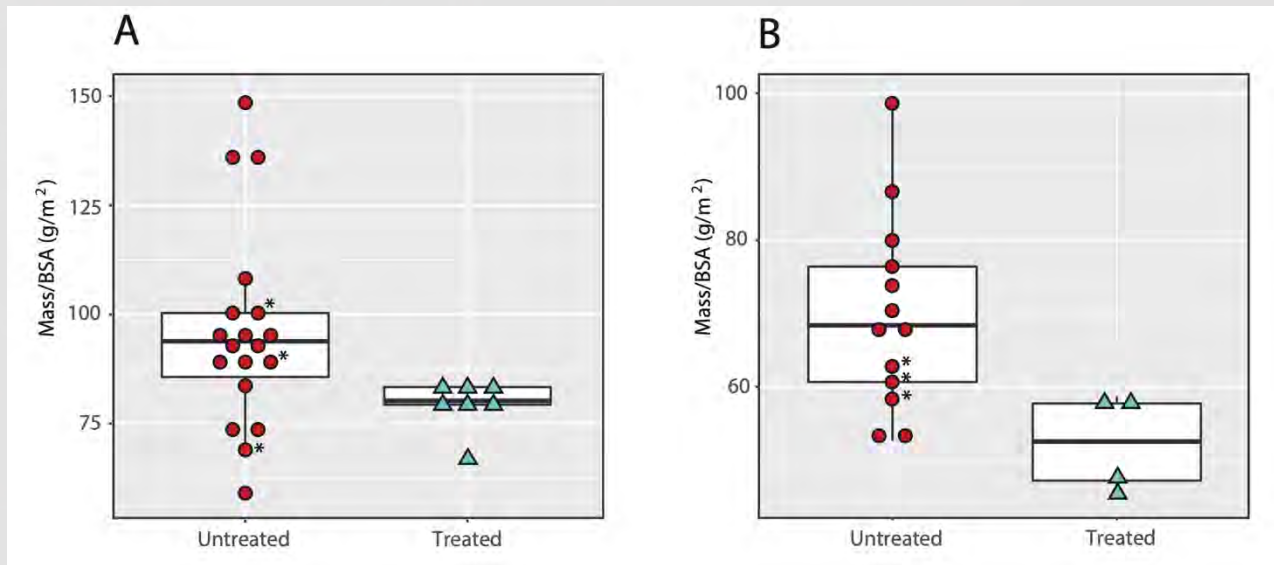 A
B
Mass/BSA (g/m²)
150
125
100
75
*
*
*
Untreated
Treated
Mass/BSA (g/m²)
100
80
60
*
*
*
Untreated
Treated